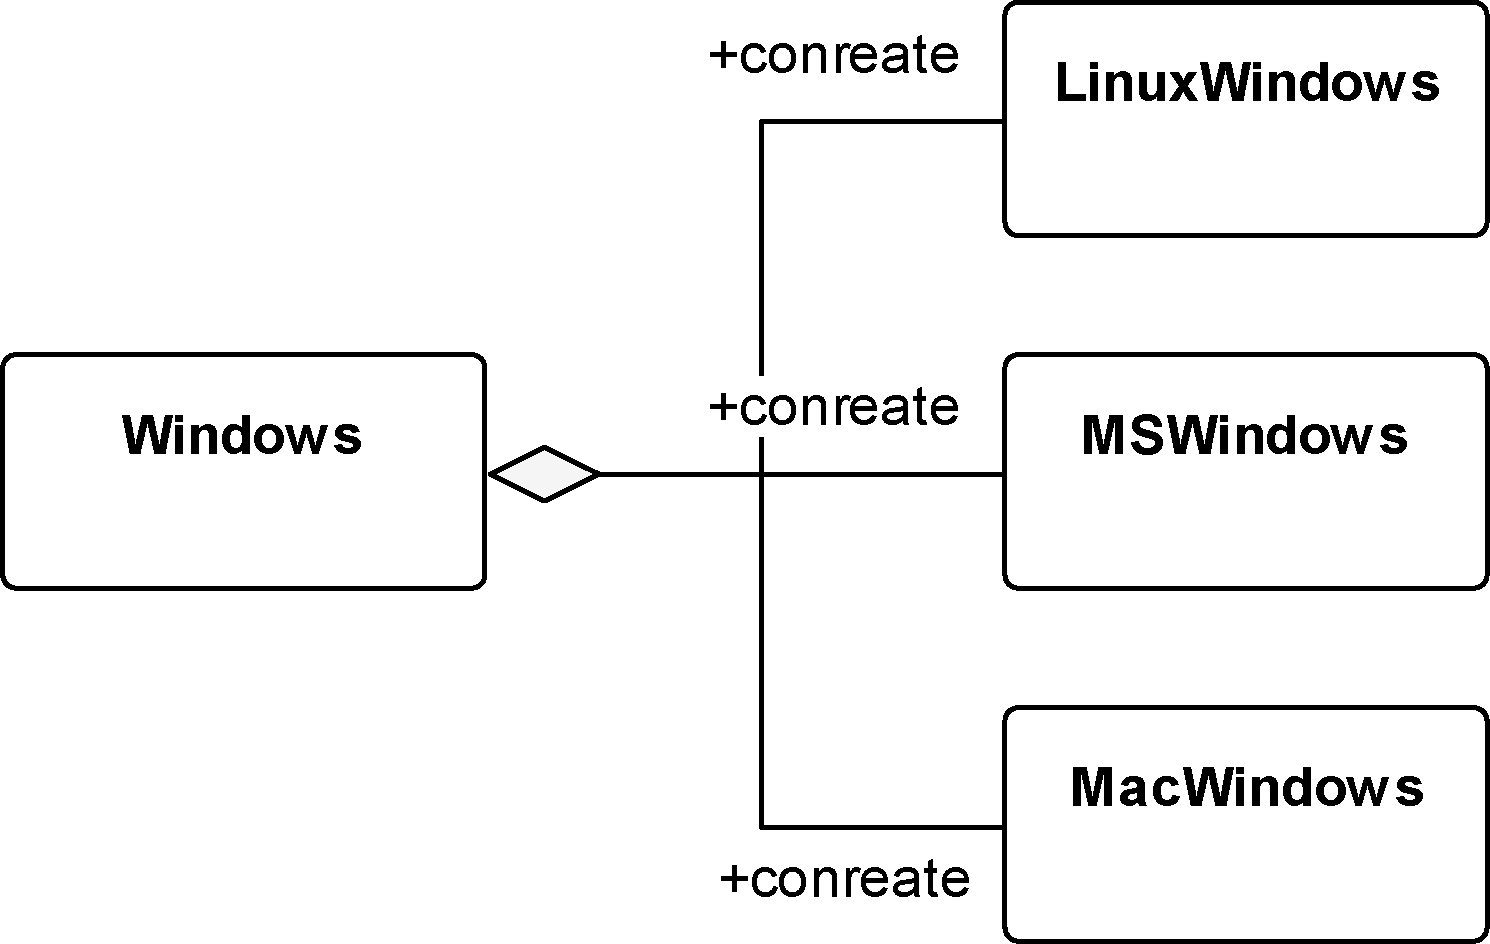 +conreate
LinuxWindows
+conreate
Windows
MSWindows
MacWindows
+conreate